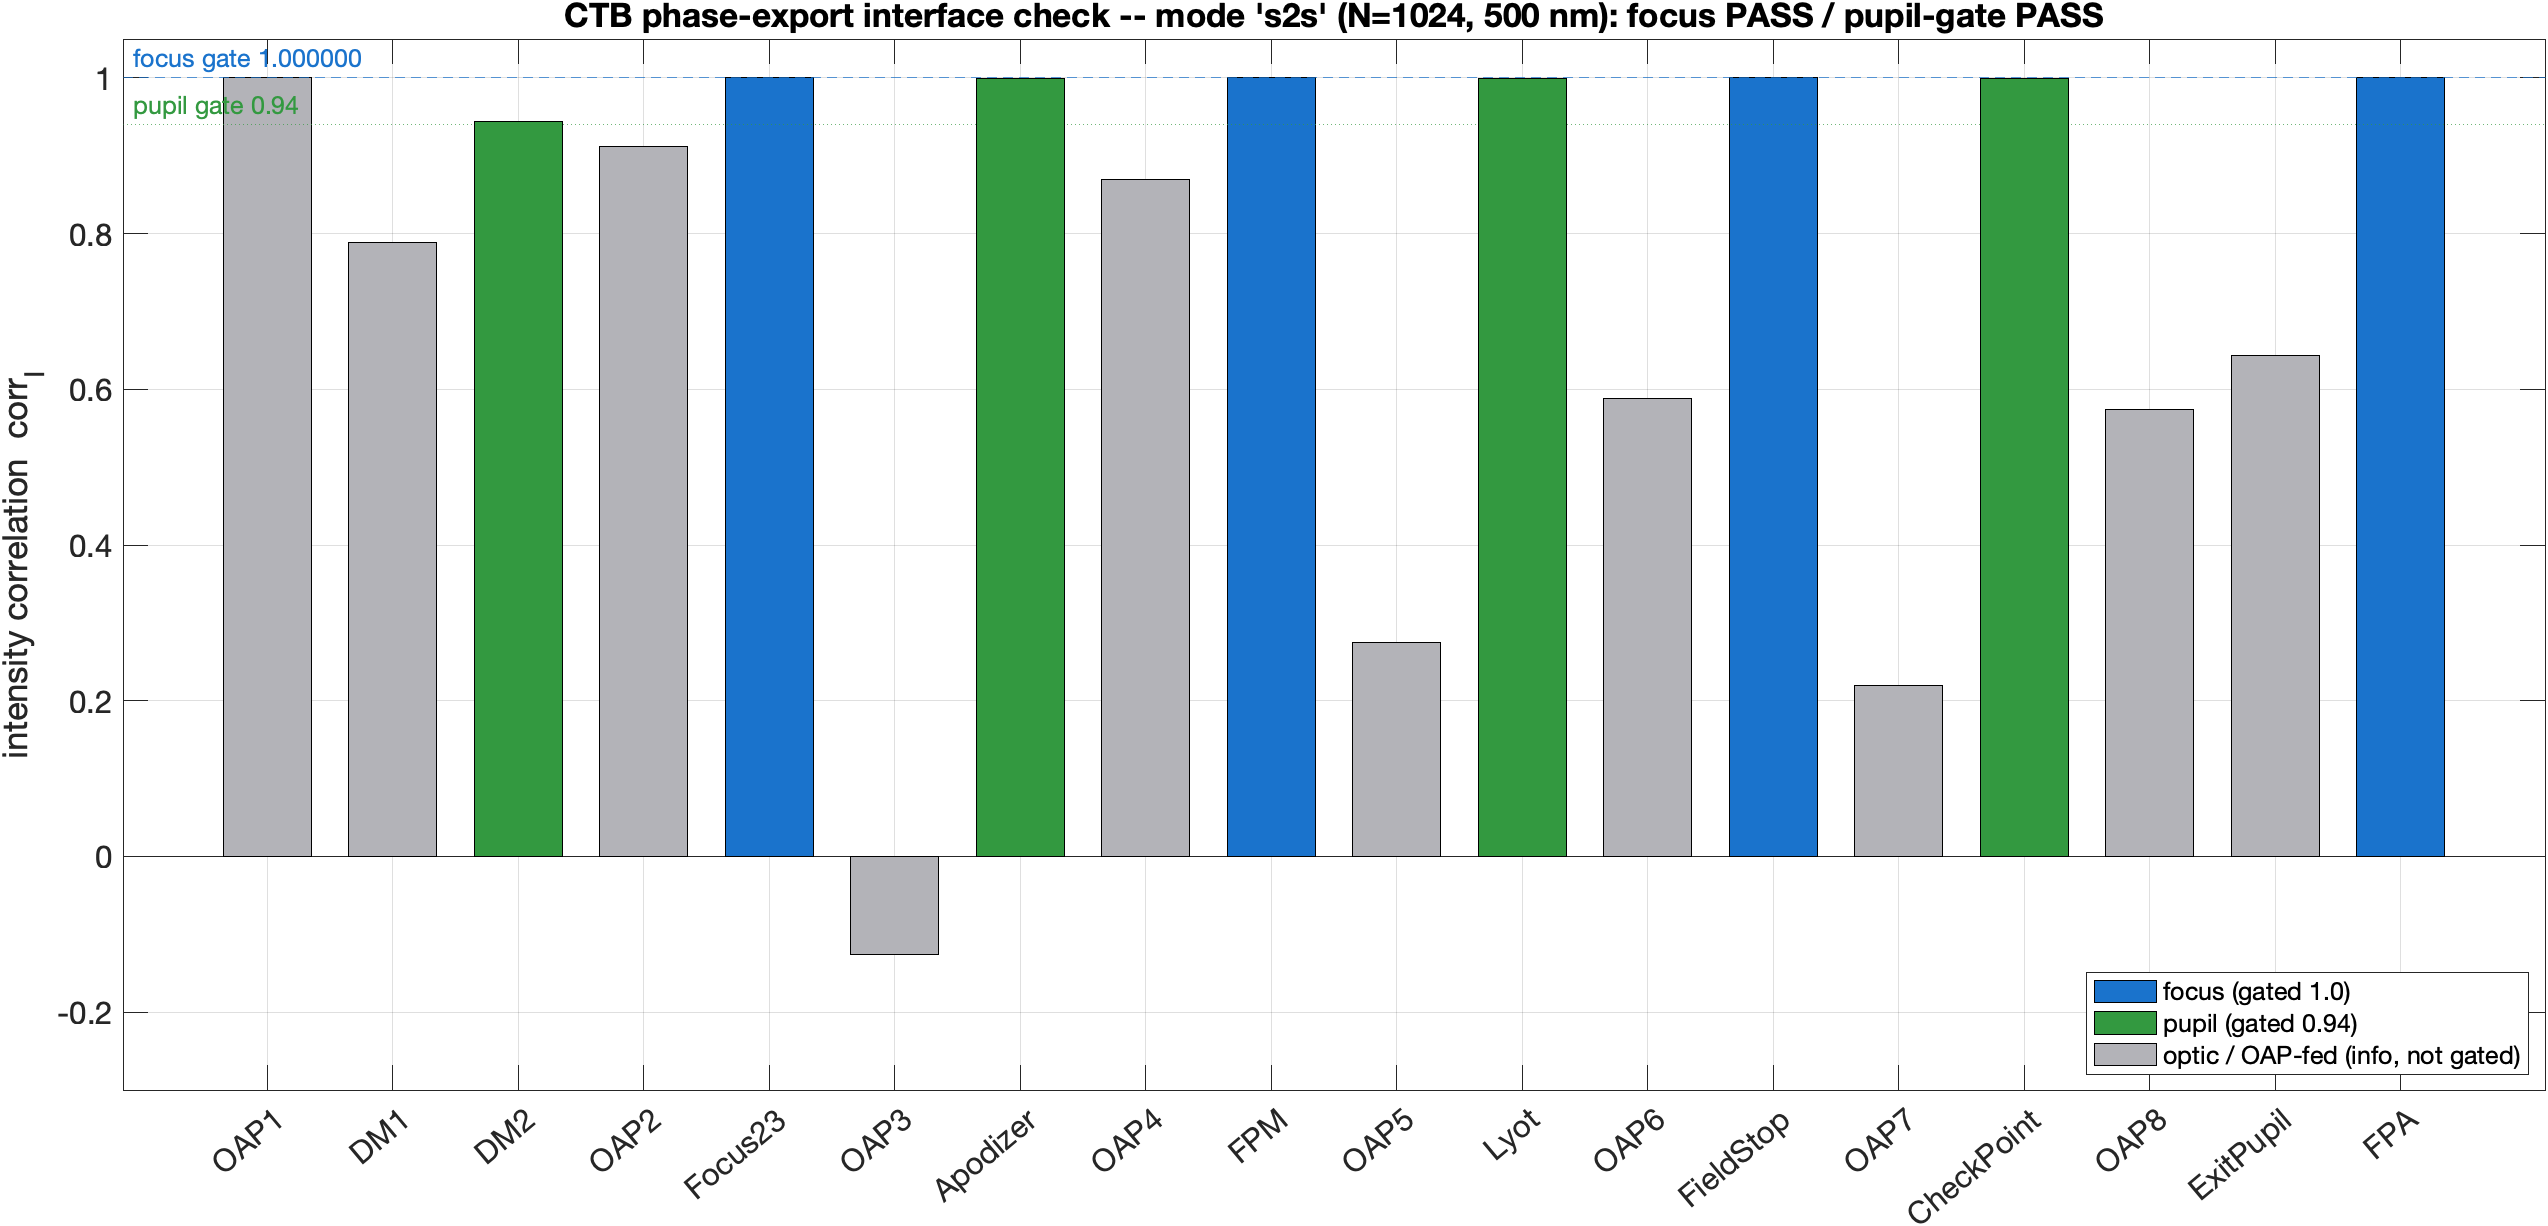 CTB phase-export interface check -- mode 's2s' (N=1024, 500 nm): focus PASS / pupil-gate PASS
focus gate 1.000000
pupil gate 0.94
intensity correlation corr_I
1
0.8
0.6
0.4
0.2
0
-0.2
focus (gated 1.0)
pupil (gated 0.94)
optic / OAP-fed (info, not gated)
OAP1
DM1
DM2
OAP2
Focus23
OAP3
Apodizer
OAP4
FPM
OAP5
Lyot
OAP6
FieldStop
OAP7
CheckPoint
OAP8
ExitPupil
FPA